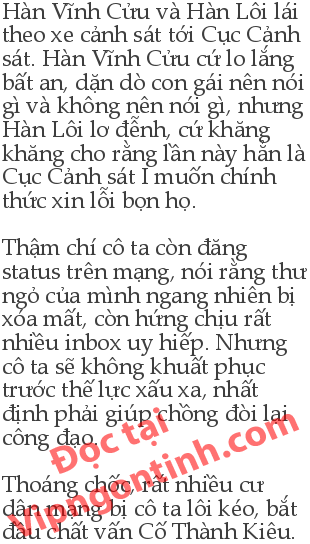 Hàn Vĩnh Cửu và Hàn Lôi lái
theo xe cảnh sát tới Cục Cảnh
sát. Hàn Vĩnh Cửu cứ lo lắng
bất an, dặn dò con gái nên nói
gì và không nên nói gì, nhưng
Hàn Lôi lơ đễnh, cứ khăng
khăng cho rằng lần này hẳn là
Cục Cảnh sát I muốn chính
thức xin lỗi bọn họ.
Thậm chí cô ta còn đăng
status trên mạng, nói rằng thư
ngỏ của mình ngang nhiên bị
xóa mất, còn hứng chịu rất
nhiều inbox uy hiếp. Nhưng
cô ta sẽ không khuất phục
trước thế lực xấu xa, nhất
định phải giúp chồng đòi lại
công đạo.
Thoáng chốc, rất nhiều cư
dân mạng bị cô ta lôi kéo, bắt
đầu chất vấn Cố Thành Kiêu.
Đọc tại
Vipngontinh.com